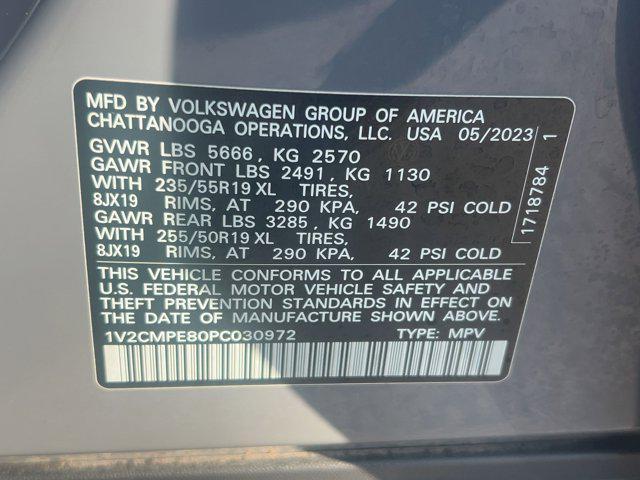 MFD BY VOLKSWAGEN GROUP OF AMERICA
CHATTANOOGA OPERATIONS, LLC. USA 05/2023
GVWR LBS 5666, KG 2570
GAWR FRONT LBS 2491, KG 1130
WITH 235/55R19 XL TIRES,
8JX19 RIMS, AT 290 KPA, 42 PSI COLD
GAWR REAR LBS 3285, KG 1490
WITH 255/50R19 XL TIRES,
8JX19 RIMS, AT 290 KPA, 42 PSI COLD
THIS VEHICLE CONFORMS TO ALL APPLICABLE
U.S. FEDERAL MOTOR VEHICLE SAFETY AND
THEFT PREVENTION STANDARDS IN EFFECT ON
THE DATE OF MANUFACTURE SHOWN ABOVE.
1V2CMPE80PC030972 TYPE: MPV
1718784 1